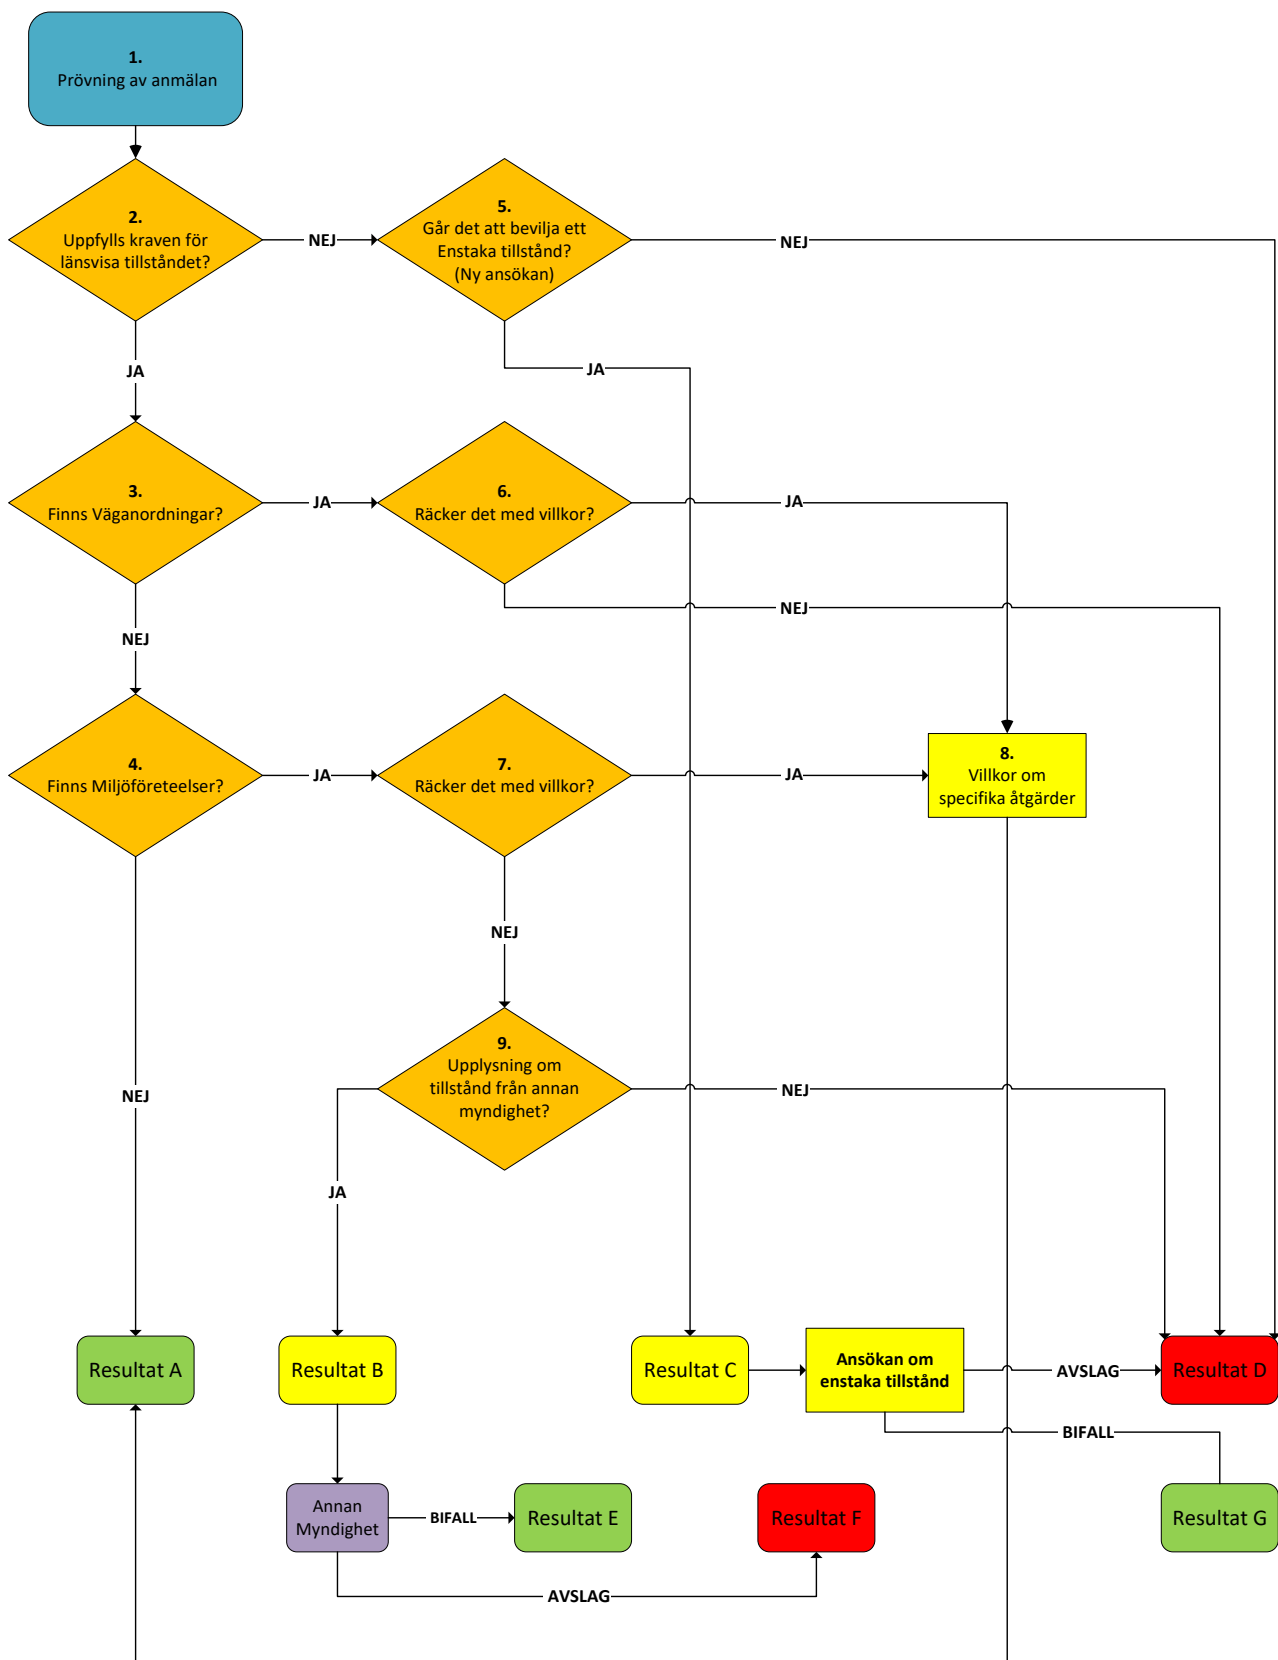 1.
Prövning av anmälan
2.
Uppfylls kraven för
länsvisa tillståndet?
NEJ
5.
Går det att bevilja ett
Enstaka tillstånd?
(Ny ansökan)
NEJ
JA
JA
3.
Finns Väganordningar?
JA
6.
Räcker det med villkor?
JA
NEJ
NEJ
4.
Finns Miljöföreteelser?
JA
7.
Räcker det med villkor?
JA
8.
Villkor om
specifika åtgärder
NEJ
9.
Upplysning om
tillstånd från annan
myndighet?
NEJ
NEJ
JA
Resultat A
Resultat B
Resultat C
Ansökan om
enstaka tillstånd
AVSLAG
Resultat D
BIFALL
Annan
Myndighet
BIFALL
Resultat E
Resultat F
Resultat G
AVSLAG